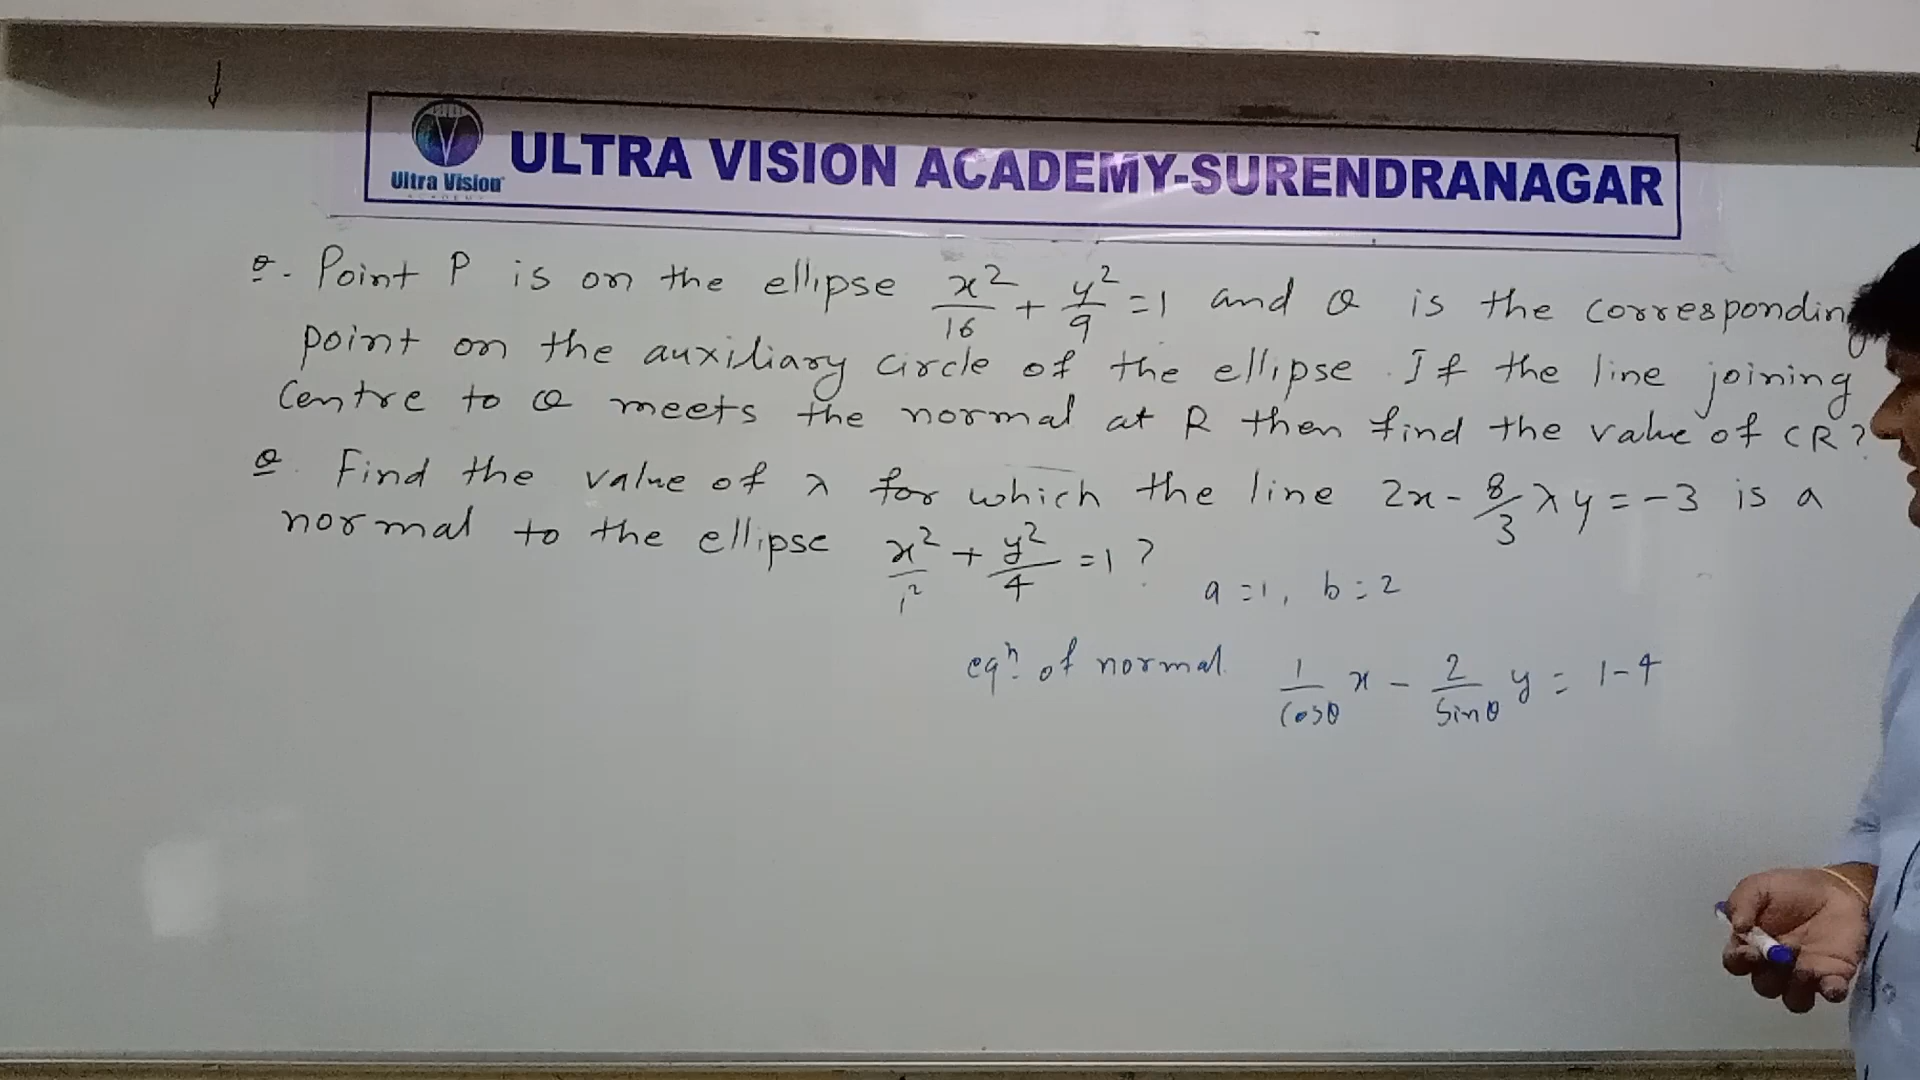 Ultra Vision
ACADEMY
ULTRA VISION ACADEMY-SURENDRANAGAR
Q. Point P is on the ellipse x²/16 + y²/9 = 1 and Q is the corresponding
point on the auxiliary circle of the ellipse. If the line joining
Centre to Q meets the normal at R then find the value of CR?
Q. Find the value of λ for which the line 2x - 8/3 λy = -3 is a
normal to the ellipse x²/1² + y²/4 = 1?
a = 1, b = 2
eqⁿ. of normal. 1/Cosθ x - 2/Sinθ y = 1-4